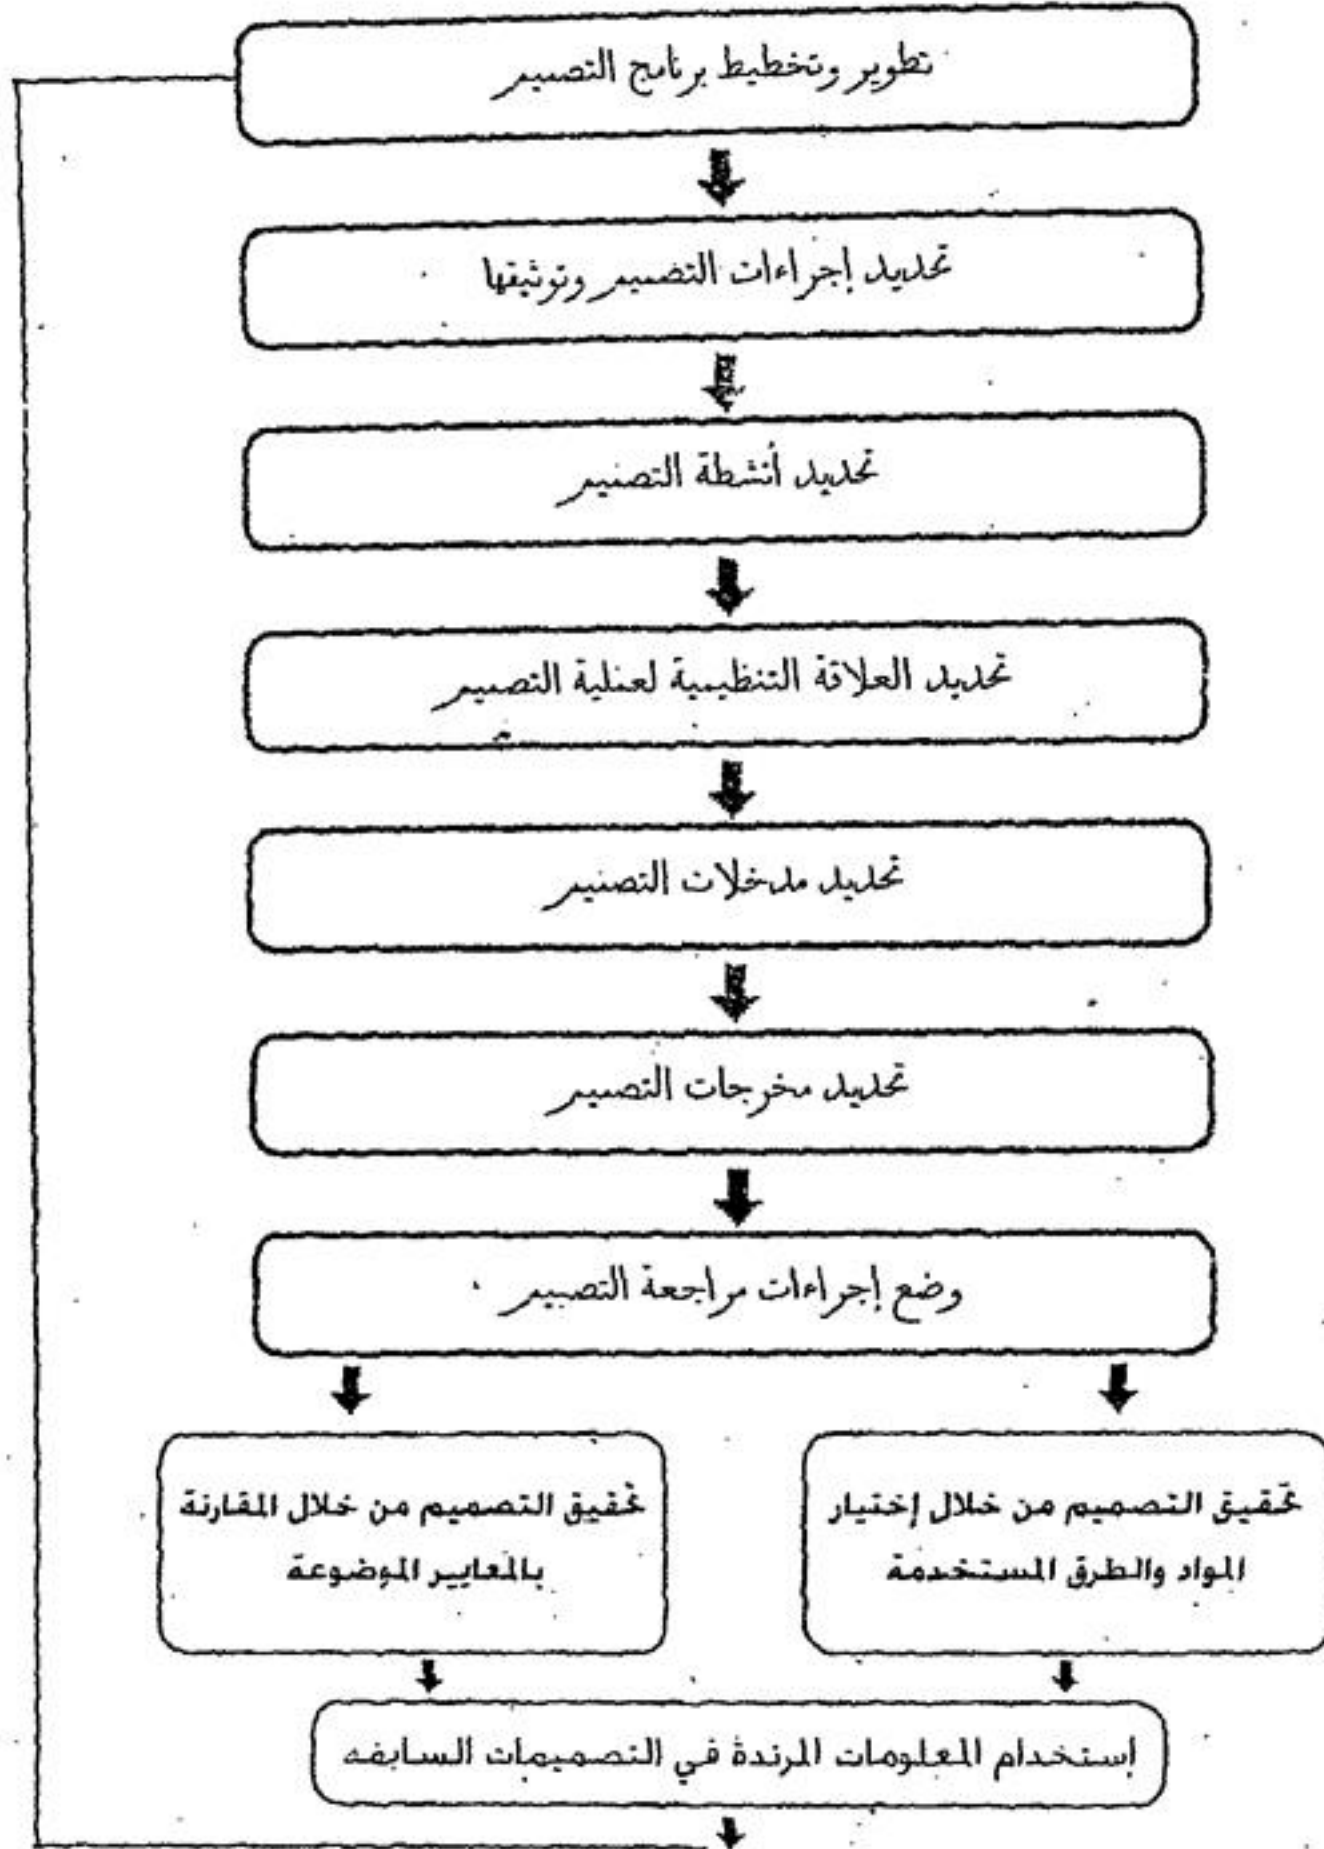 تطوير وتخطيط برنامج التصميم
تحديد إجراءات التصميم وتوثيقها
تحديد أنشطة التصميم
تحديد العلاقة التنظيمية لعملية التصميم
تحديد مدخلات التصميم
تحديد مخرجات التصميم
وضع إجراءات مراجعة التصميم
تحقيق التصميم من خلال إختيار
المواد والطرق المستخدمة
تحقيق التصميم من خلال المقارنة
بالمعايير الموضوعة
إستخدام المعلومات المرتدة في التصميمات السابقه